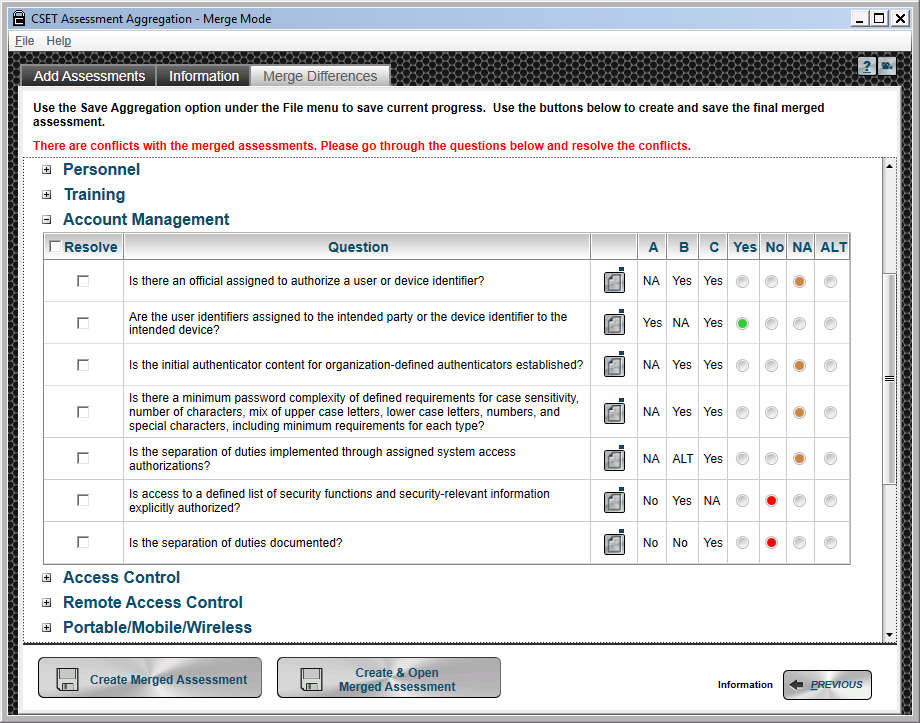 CSET Assessment Aggregation - Merge Mode
File Help
Add Assessments Information Merge Differences
?
Use the Save Aggregation option under the File menu to save current progress. Use the buttons below to create and save the final merged
assessment.
There are conflicts with the merged assessments. Please go through the questions below and resolve the conflicts.
Personnel
Training
Account Management
Resolve Question A B C Yes No NA ALT
Is there an official assigned to authorize a user or device identifier? NA Yes Yes
Are the user identifiers assigned to the intended party or the device identifier to the
intended device? Yes NA Yes
Is the initial authenticator content for organization-defined authenticators established? NA Yes Yes
Is there a minimum password complexity of defined requirements for case sensitivity,
number of characters, mix of upper case letters, lower case letters, numbers, and
special characters, including minimum requirements for each type? NA Yes Yes
Is the separation of duties implemented through assigned system access
authorizations? NA ALT Yes
Is access to a defined list of security functions and security-relevant information
explicitly authorized? No Yes NA
Is the separation of duties documented? No No Yes
Access Control
Remote Access Control
Portable/Mobile/Wireless
Create Merged Assessment
Create & Open
Merged Assessment
Information PREVIOUS